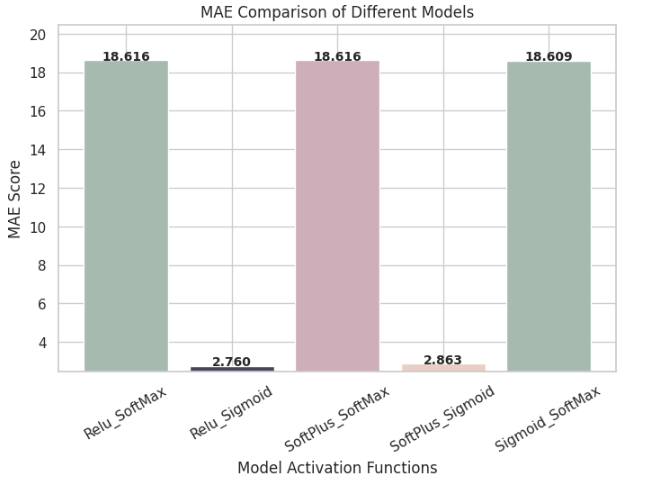 MAE Comparison of Different Models
20
18
16
14
12
10
8
6
4
MAE Score
18.616
2.760
18.616
2.863
18.609
Relu_SoftMax
Relu_Sigmoid
SoftPlus_SoftMax
SoftPlus_Sigmoid
Sigmoid_SoftMax
Model Activation Functions